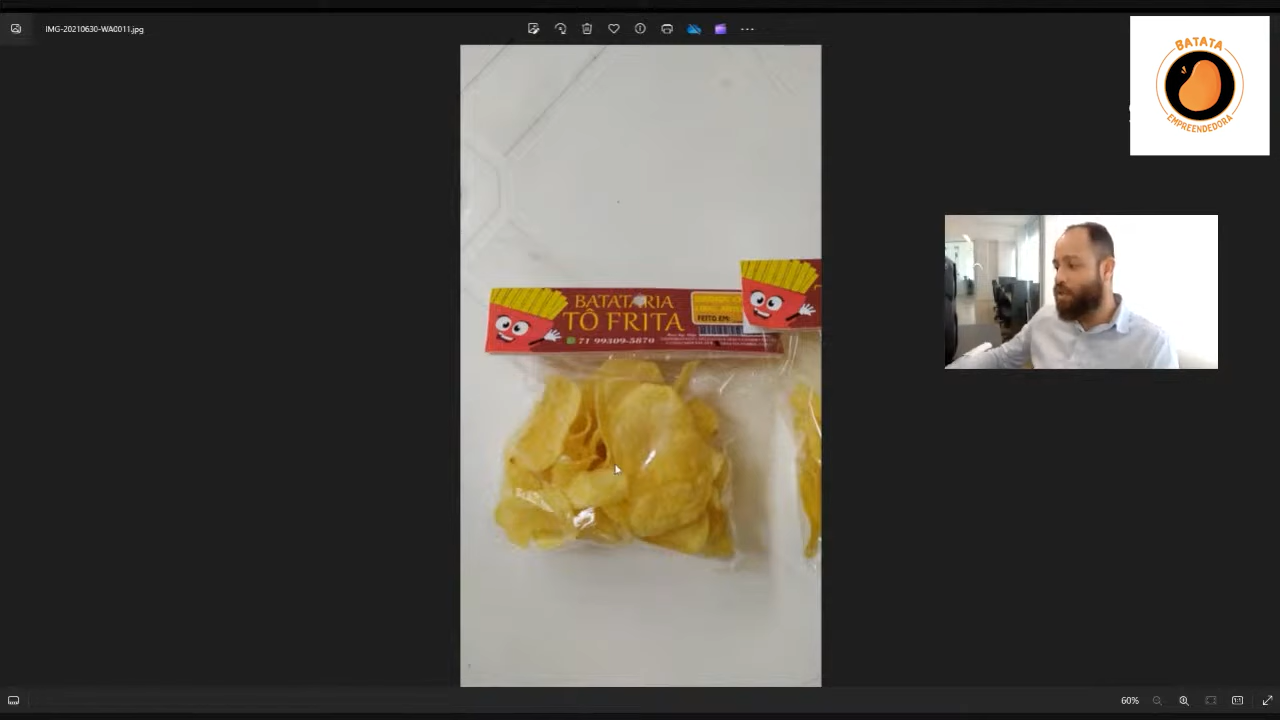 IMG-20210630-WA0011.jpg
BATATA
EMPREENDEDORA
BATATARIA
TÔ FRITA
FEITO EM:
71 99309-5870
60%